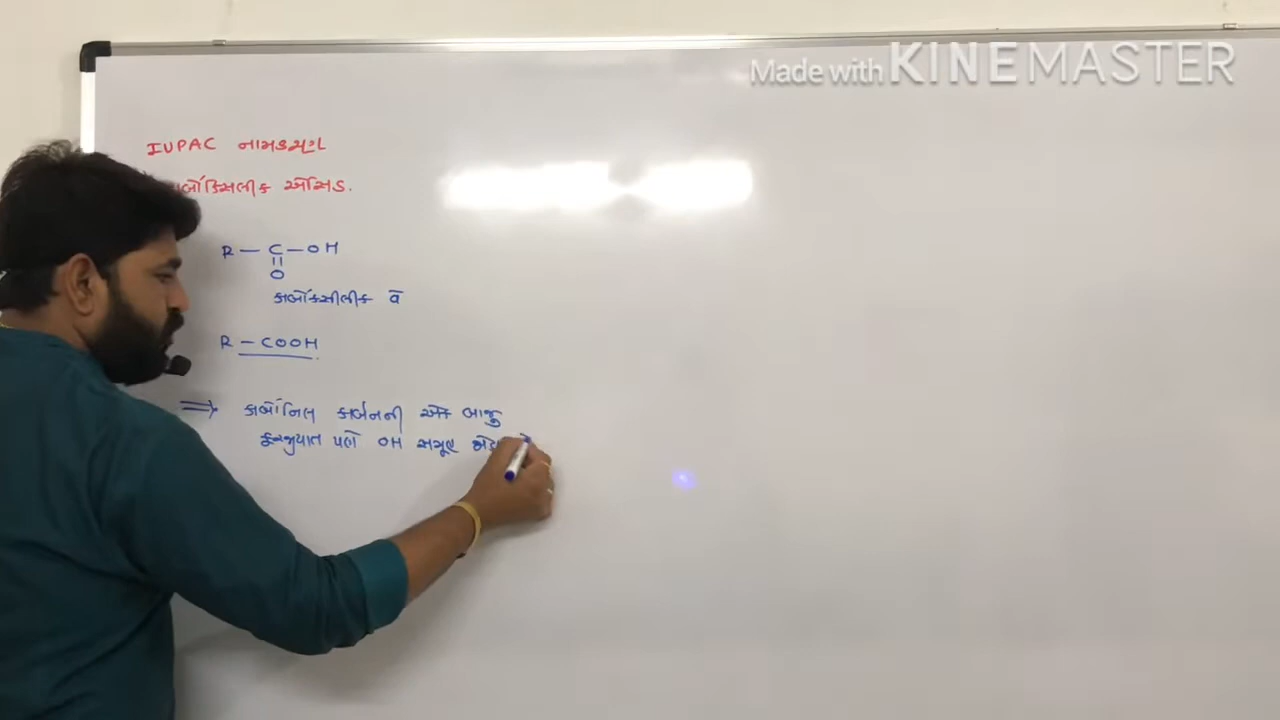 Made with KINEMASTER
IUPAC નામકરણ
કાર્બોક્સિલીક એસિડ.
R — C — OH
||
O
કાર્બોક્સીલીક
R — COOH
⇒ કાર્બોનિલ કાર્બનની એક બાજુ
ફરજીયાત પણે OH સમૂહ